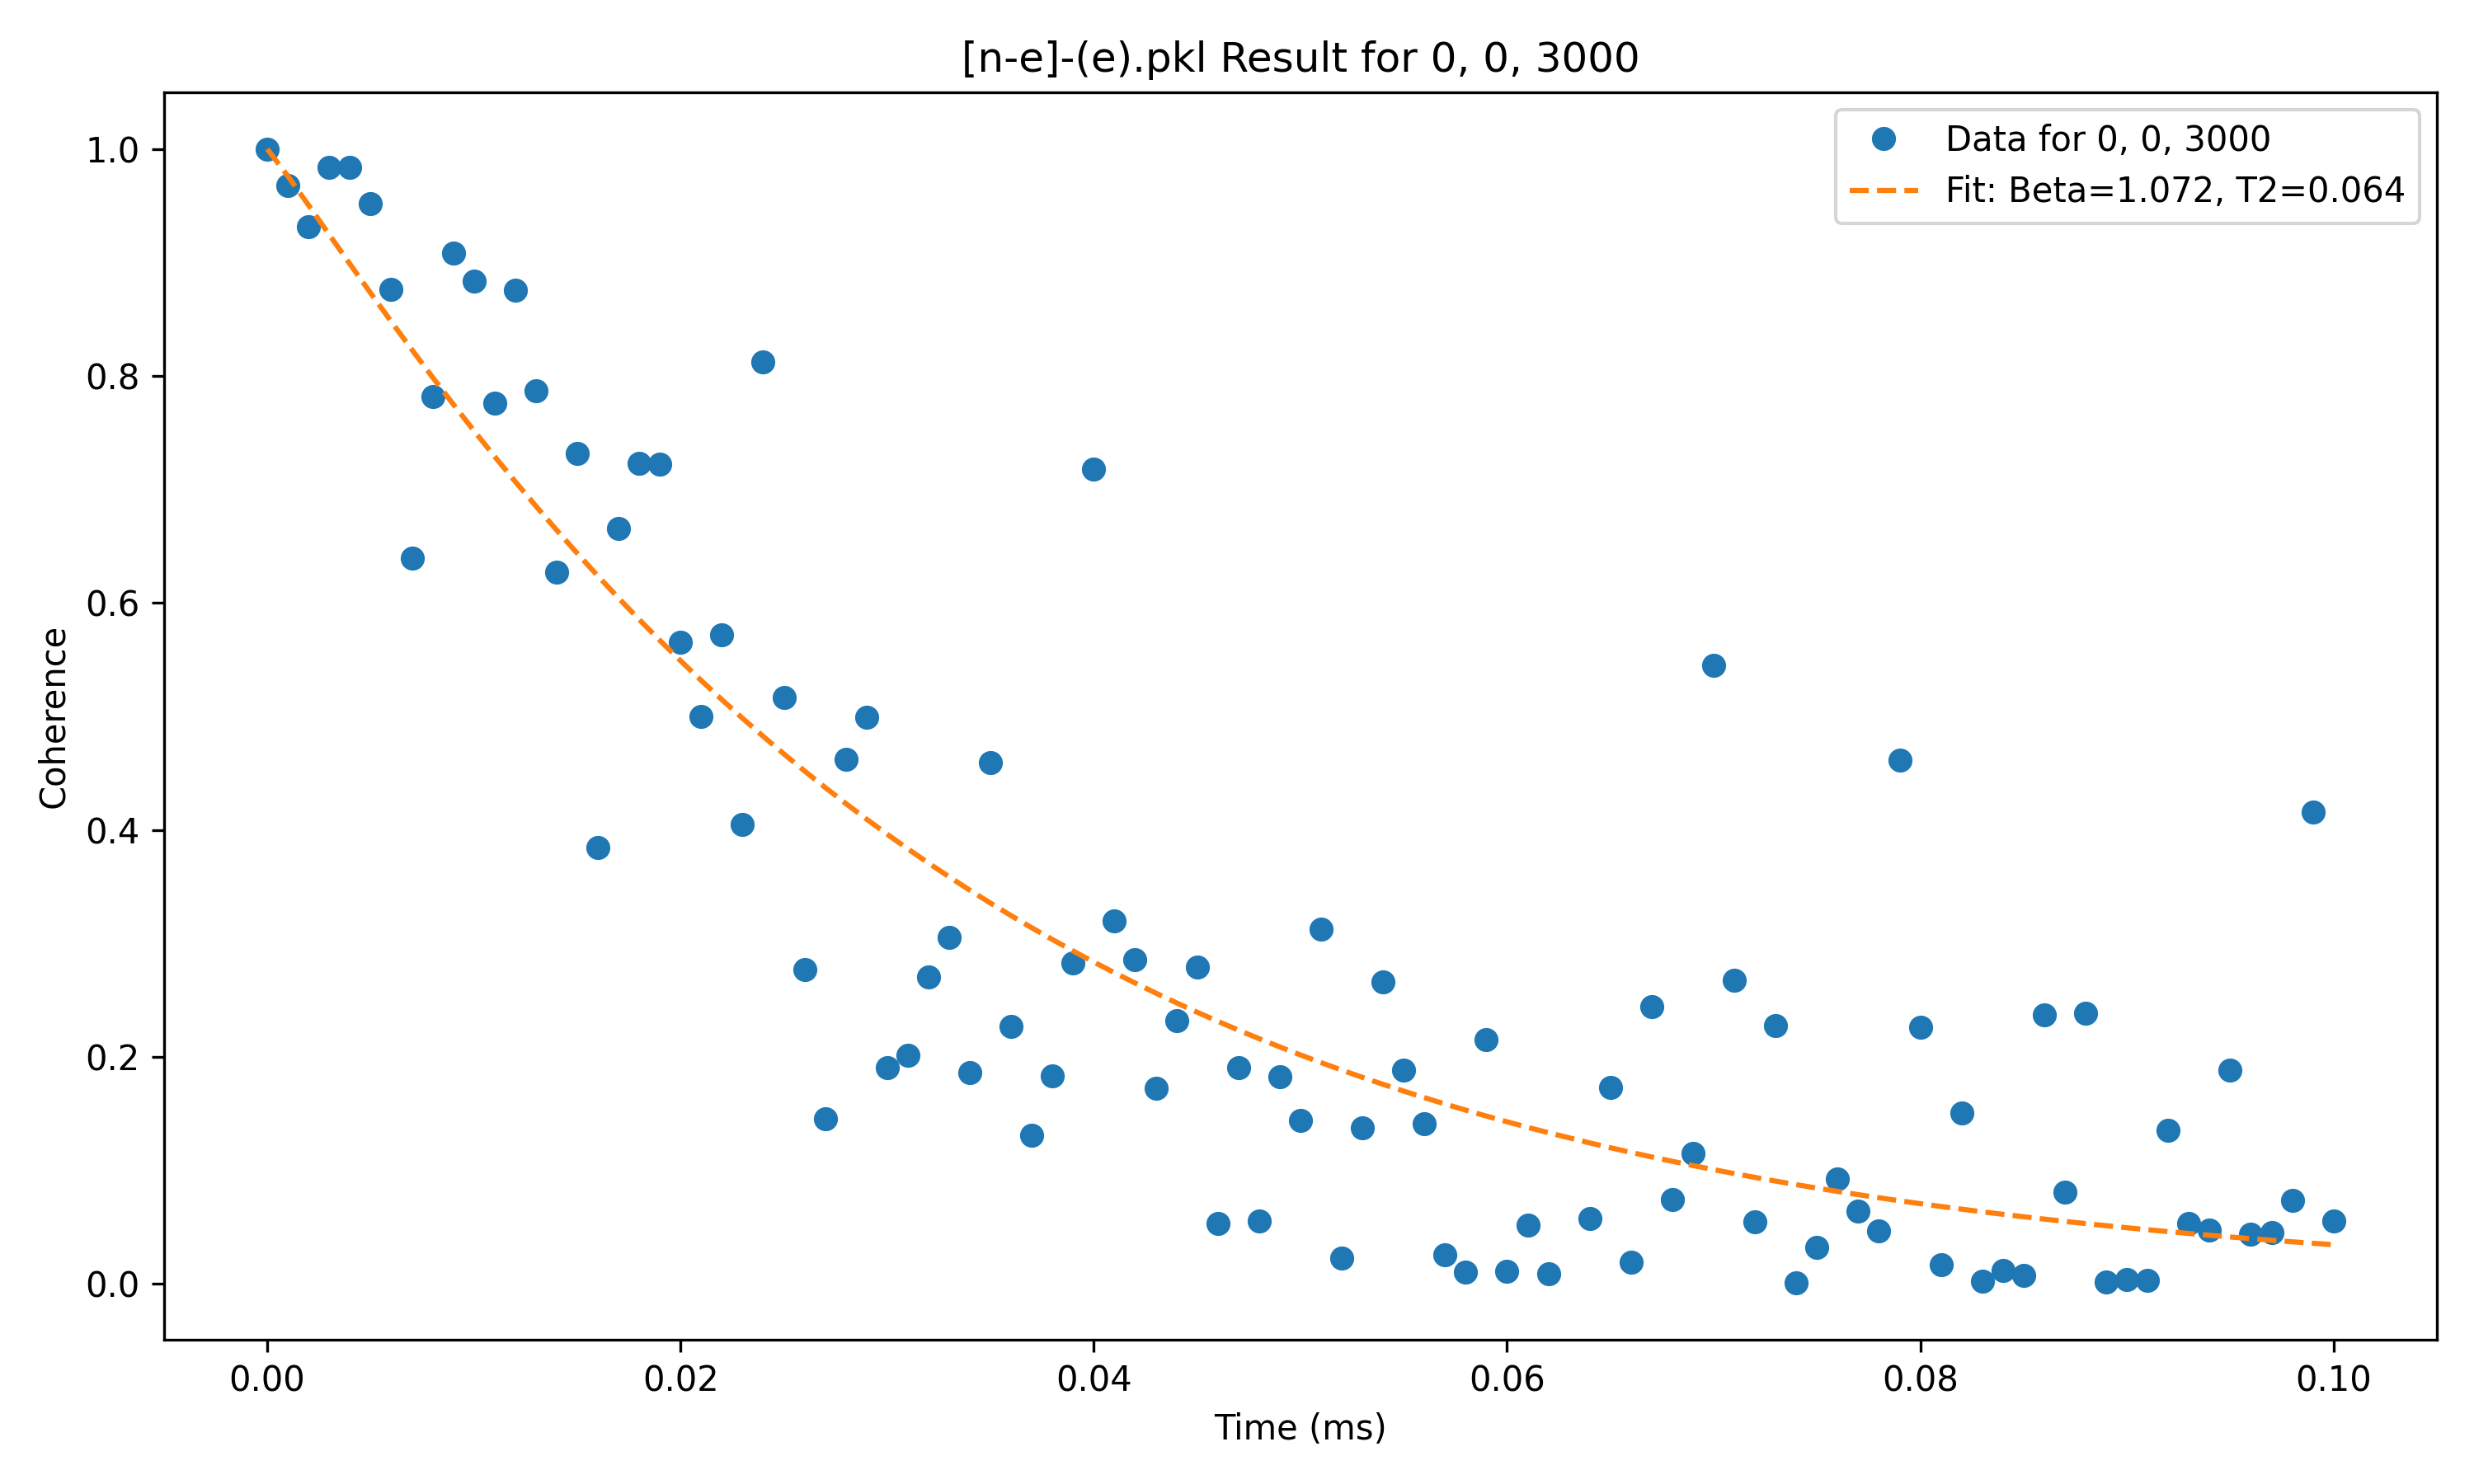 [n-e]-(e).pkl Result for 0, 0, 3000
Data for 0, 0, 3000
Fit: Beta=1.072, T2=0.064
Coherence
1.0
0.8
0.6
0.4
0.2
0.0
0.00 0.02 0.04 0.06 0.08 0.10
Time (ms)